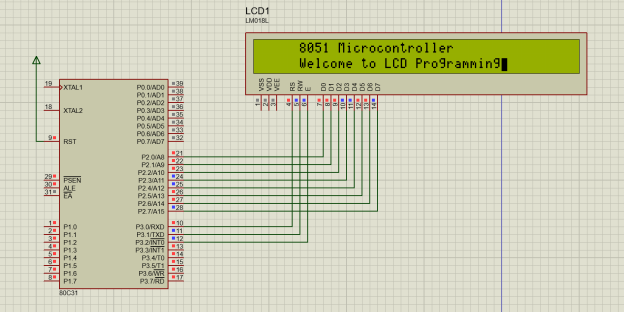 LCD1
LM018L
8051 Microcontroller
Welcome to LCD Programming
VSS VDD VEE RS RW E D0 D1 D2 D3 D4 D5 D6 D7
1 2 3 4 5 6 7 8 9 10 11 12 13 14
19 XTAL1 P0.0/AD0 39
P0.1/AD1 38
P0.2/AD2 37
18 XTAL2 P0.3/AD3 36
P0.4/AD4 35
P0.5/AD5 34
P0.6/AD6 33
9 RST P0.7/AD7 32
P2.0/A8 21
P2.1/A9 22
P2.2/A10 23
29 PSEN P2.3/A11 24
30 ALE P2.4/A12 25
31 EA P2.5/A13 26
P2.6/A14 27
P2.7/A15 28
1 P1.0 P3.0/RXD 10
2 P1.1 P3.1/TXD 11
3 P1.2 P3.2/INT0 12
4 P1.3 P3.3/INT1 13
5 P1.4 P3.4/T0 14
6 P1.5 P3.5/T1 15
7 P1.6 P3.6/WR 16
8 P1.7 P3.7/RD 17
80C31